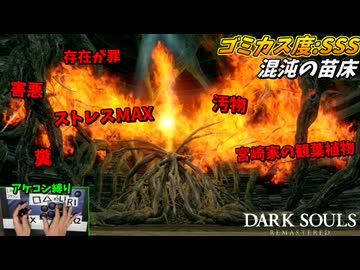 ゴミカス度:SSS
混沌の苗床
存在が罪
害悪
ストレスMAX
汚物
糞
宮崎家の観葉植物
アケコン縛り
DARK SOULS
REMASTERED